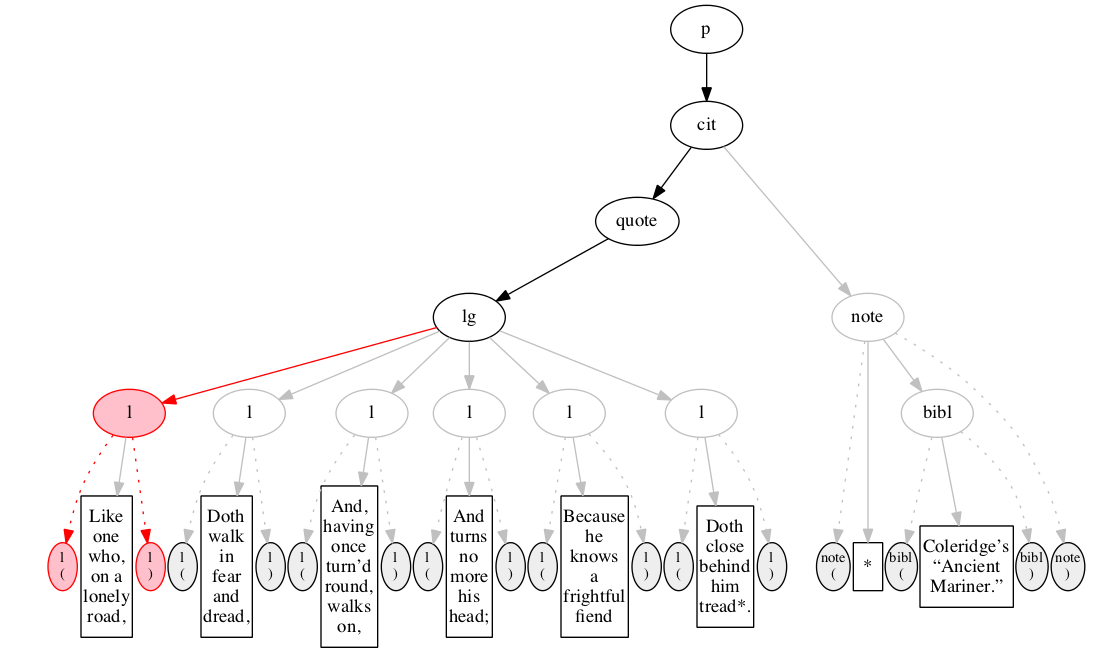 p
cit
quote
lg
note
l
l
l
l
l
l
bibl
l
(
Like
one
who,
on a
lonely
road,
l
)
l
(
Doth
walk
in
fear
and
dread,
l
)
l
(
And,
having
once
turn’d
round,
walks
on,
l
)
l
(
And
turns
no
more
his
head;
l
)
l
(
Because
he
knows
a
frightful
fiend
l
)
l
(
Doth
close
behind
him
tread*.
l
)
note
(
*
bibl
(
Coleridge’s
“Ancient
Mariner.”
bibl
)
note
)